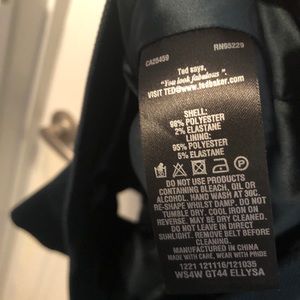 CA25459 RN95229
Ted says,
"You look fabulous".
VISIT TED@WWW.tedbaker.com
SHELL:
98% POLYESTER
2% ELASTANE
LINING:
95% POLYESTER
5% ELASTANE
DO NOT USE PRODUCTS
CONTAINING BLEACH, OIL OR
ALCOHOL. HAND WASH AT 30C.
RE-SHAPE WHILST DAMP. DO NOT
TUMBLE DRY. COOL IRON ON
REVERSE. MAY BE DRY CLEANED.
DO NOT USE IN DIRECT
SUNLIGHT. REMOVE BELT BEFORE
CLEANING.
MANUFACTURED IN CHINA
MADE WITH CARE, WEAR WITH PRIDE
1221 121116/121035
WS4W GT44 ELLYSA